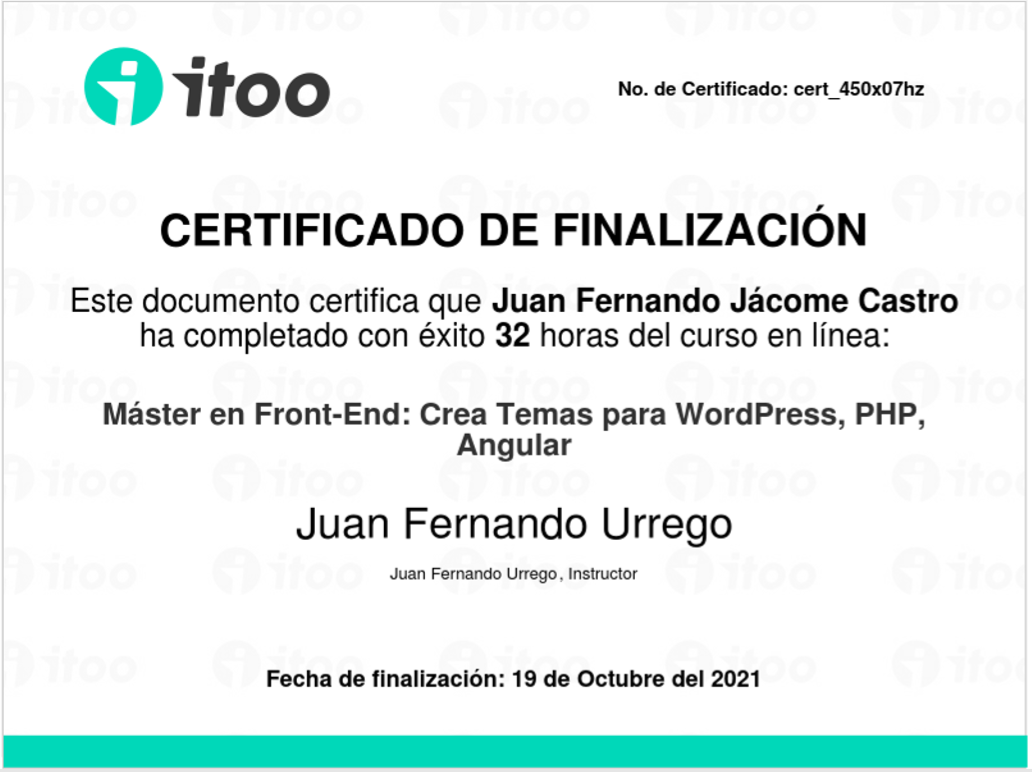 itoo
No. de Certificado: cert_450x07hz
CERTIFICADO DE FINALIZACIÓN
Este documento certifica que Juan Fernando Jácome Castro
ha completado con éxito 32 horas del curso en línea:
Máster en Front-End: Crea Temas para WordPress, PHP,
Angular
Juan Fernando Urrego
Juan Fernando Urrego, Instructor
Fecha de finalización: 19 de Octubre del 2021